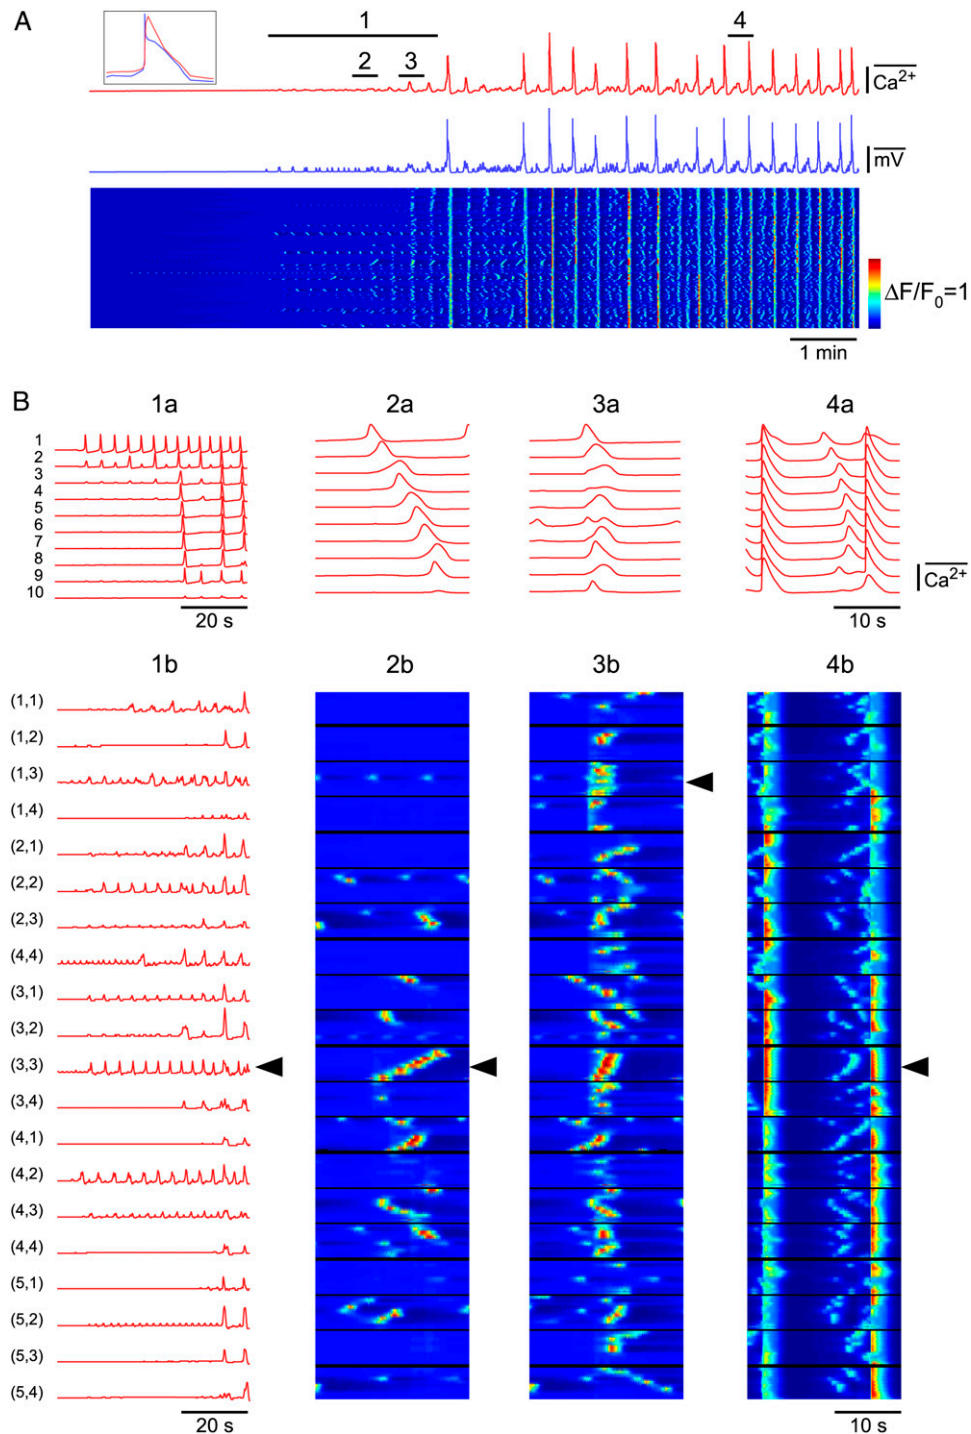 A
1
2
3
4
Ca2+
mV
ΔF/F0=1
1 min
B
1a
2a
3a
4a
1
2
3
4
5
6
7
8
9
10
Ca2+
20 s
10 s
1b
2b
3b
4b
(1,1)
(1,2)
(1,3)
(1,4)
(2,1)
(2,2)
(2,3)
(4,4)
(3,1)
(3,2)
(3,3)
(3,4)
(4,1)
(4,2)
(4,3)
(4,4)
(5,1)
(5,2)
(5,3)
(5,4)
20 s
10 s